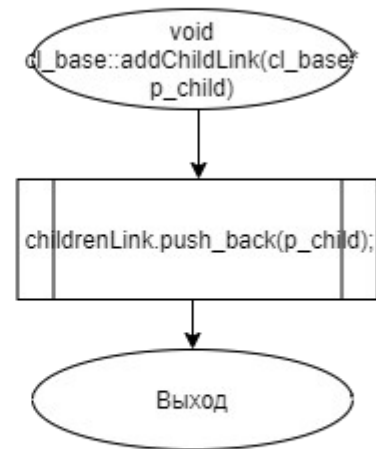 void
cl_base::addChildLink(cl_base*
p_child)
childrenLink.push_back(p_child);
Выход